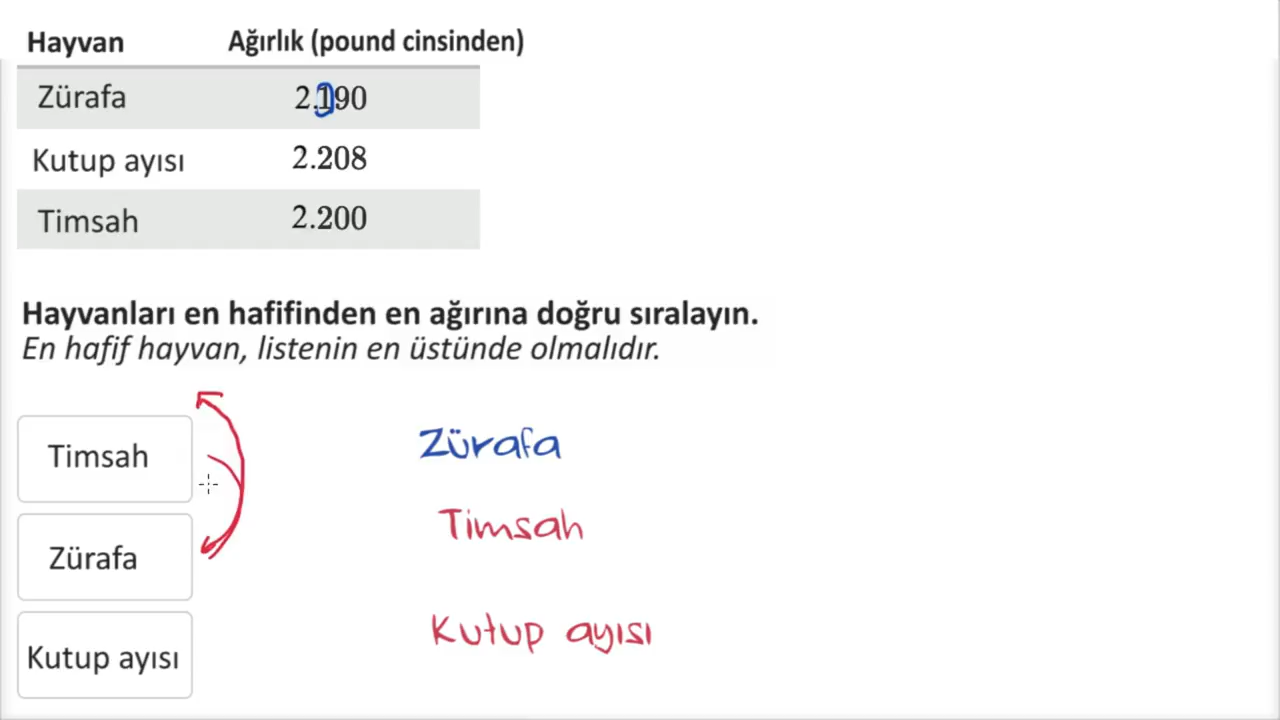 Hayvan Ağırlık (pound cinsinden)
Zürafa 2.190
Kutup ayısı 2.208
Timsah 2.200
Hayvanları en hafifinden en ağırına doğru sıralayın.
En hafif hayvan, listenin en üstünde olmalıdır.
Timsah
Zürafa
Kutup ayısı
Zürafa
Timsah
Kutup ayısı